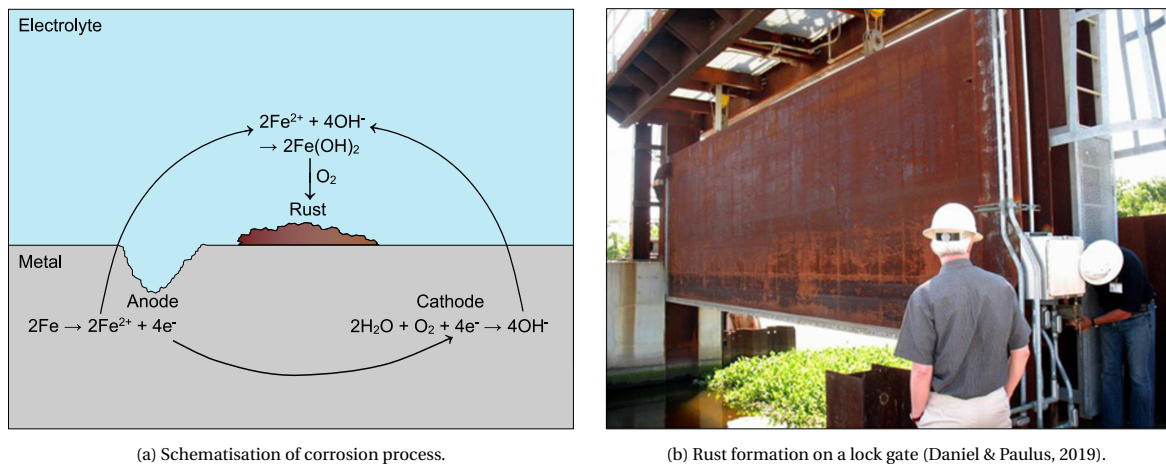 Electrolyte
2Fe²⁺ + 4OH⁻
→ 2Fe(OH)₂
O₂
Rust
Metal
Anode
Cathode
2Fe → 2Fe²⁺ + 4e⁻
2H₂O + O₂ + 4e⁻ → 4OH⁻
(a) Schematisation of corrosion process.
(b) Rust formation on a lock gate (Daniel & Paulus, 2019).